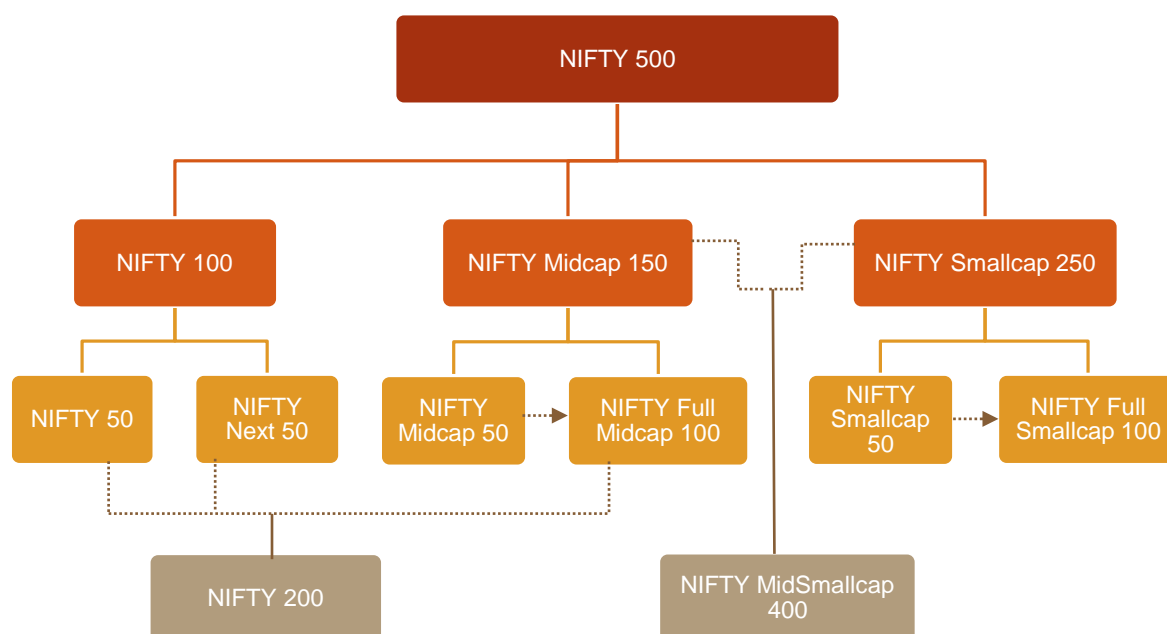 NIFTY 500
NIFTY 100
NIFTY Midcap 150
NIFTY Smallcap 250
NIFTY 50
NIFTY
Next 50
NIFTY
Midcap 50
NIFTY Full
Midcap 100
NIFTY
Smallcap
50
NIFTY Full
Smallcap 100
NIFTY 200
NIFTY MidSmallcap
400